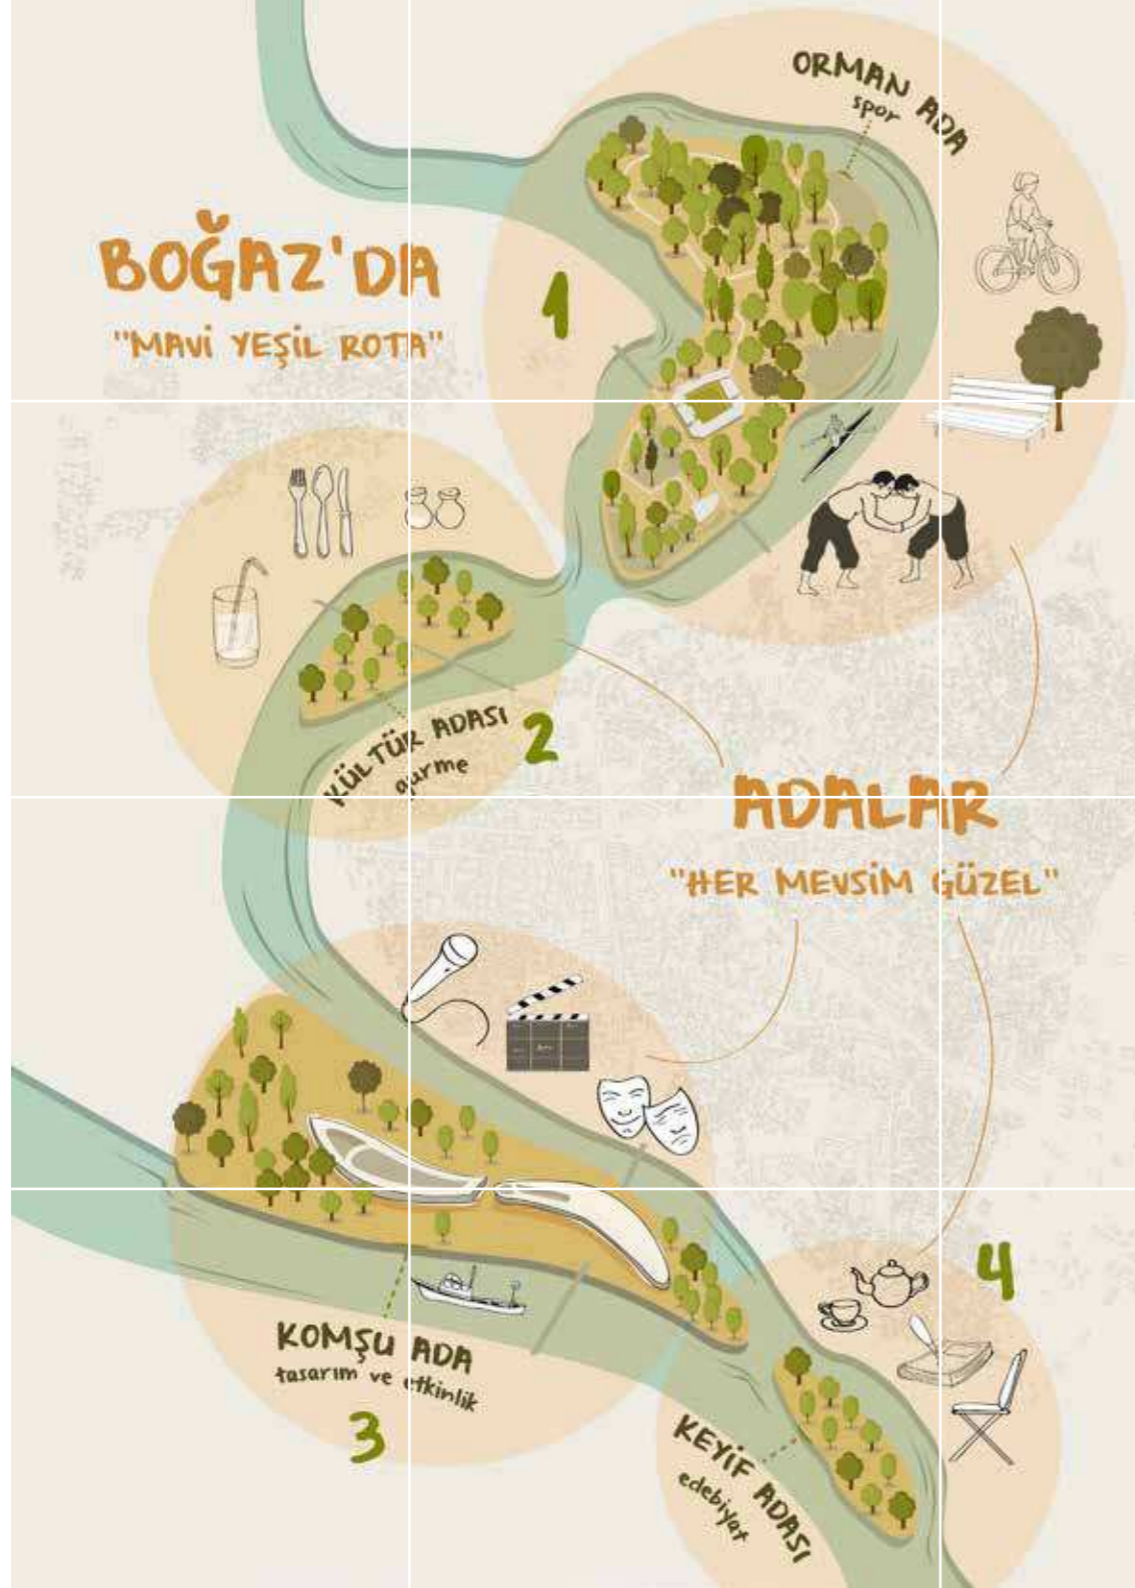 ORMAN ADA
spor
BOĞAZ'DA
"MAVİ YEŞİL ROTA"
1
KÜLTÜR ADASI
gurme
2
ADALAR
"HER MEVSİM GÜZEL"
KOMŞU ADA
tasarım ve etkinlik
3
4
KEYİF ADASI
edebiyat